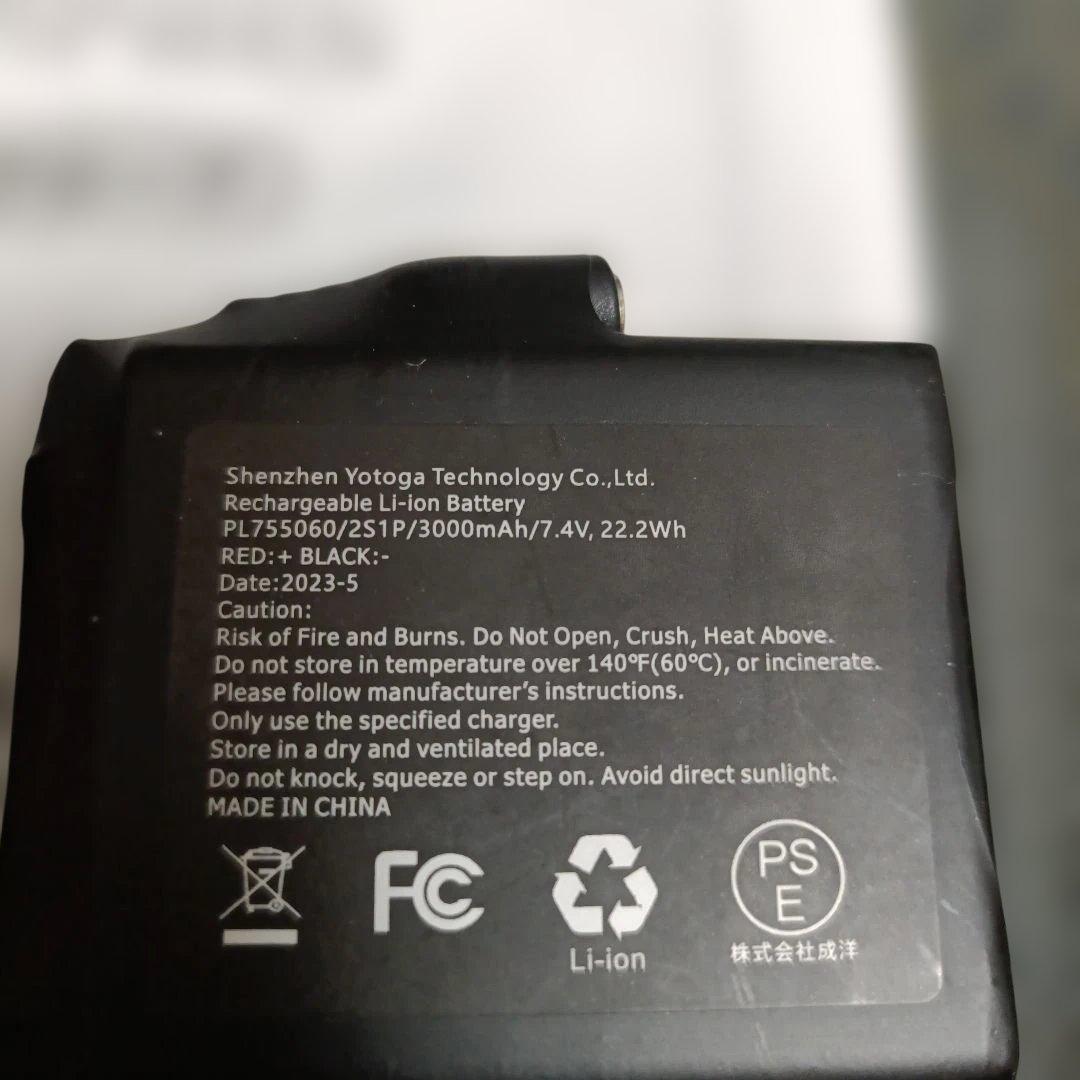 Shenzhen Yotoga Technology Co.,Ltd.
Rechargeable Li-ion Battery
PL755060/2S1P/3000mAh/7.4V, 22.2Wh
RED:+ BLACK:-
Date:2023-5
Caution:
Risk of Fire and Burns. Do Not Open, Crush, Heat Above.
Do not store in temperature over 140°F(60°C), or incinerate.
Please follow manufacturer's instructions.
Only use the specified charger.
Store in a dry and ventilated place.
Do not knock, squeeze or step on. Avoid direct sunlight.
MADE IN CHINA
FC
Li-ion
PS
E
株式会社成洋